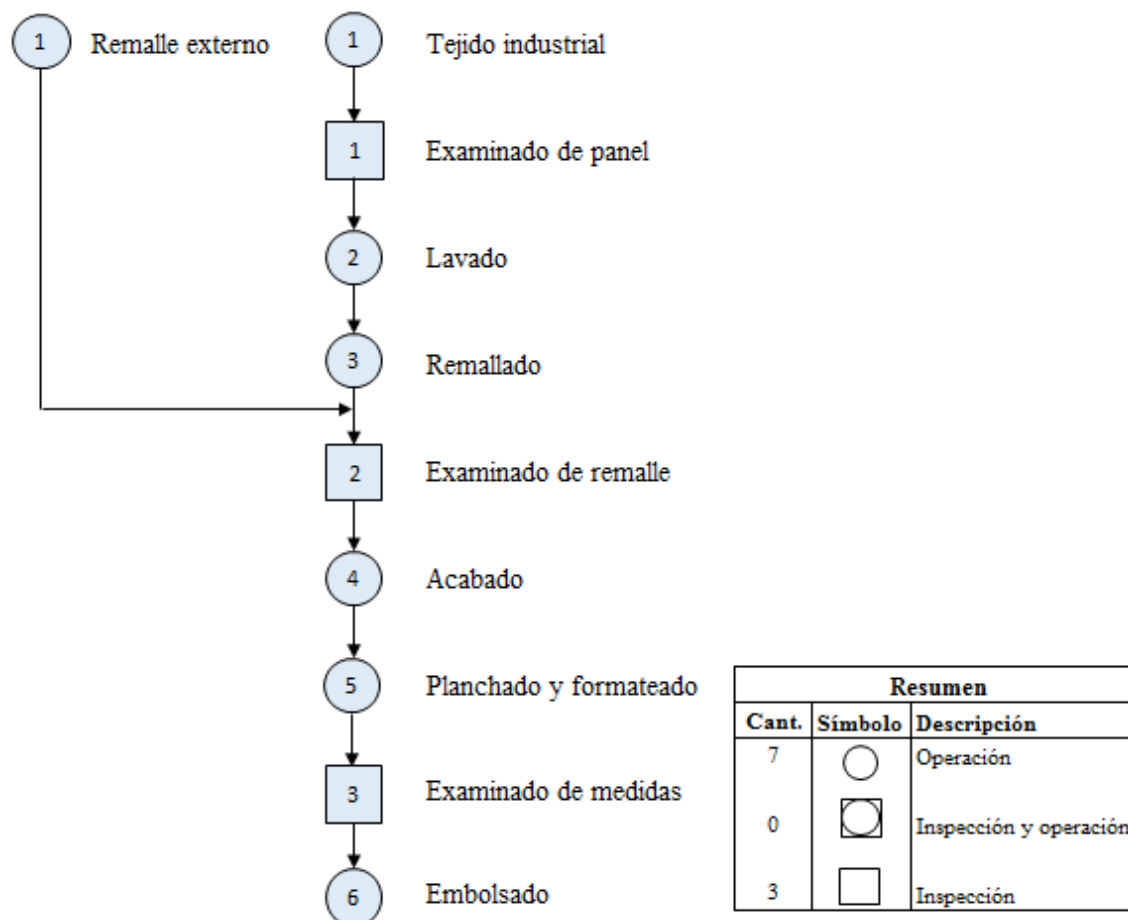 1 Remalle externo
1 Tejido industrial
1 Examinado de panel
2 Lavado
3 Remallado
2 Examinado de remalle
4 Acabado
5 Planchado y formateado
3 Examinado de medidas
6 Embolsado
Resumen
Cant. Símbolo Descripción
7 Operación
0 Inspección y operación
3 Inspección